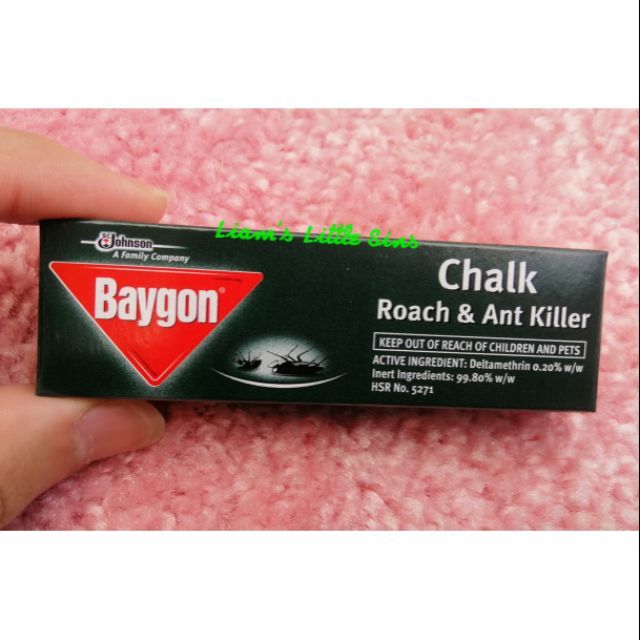 Liam's Little Sins
SC Johnson
A Family Company
Baygon®
Chalk
Roach & Ant Killer
KEEP OUT OF REACH OF CHILDREN AND PETS
ACTIVE INGREDIENT: Deltamethrin 0.20% w/w
Inert Ingredients: 99.80% w/w
HSR No. 5271